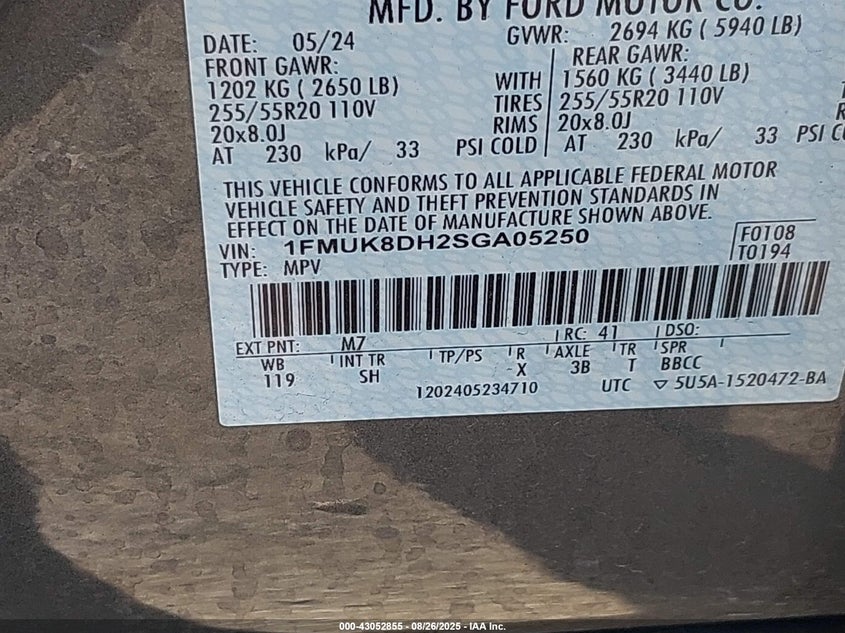 MFD. BY FORD MOTOR CO.
DATE: 05/24 GVWR: 2694 KG ( 5940 LB)
FRONT GAWR: REAR GAWR:
1202 KG ( 2650 LB) WITH 1560 KG ( 3440 LB)
255/55R20 110V TIRES 255/55R20 110V
20x8.0J RIMS 20x8.0J
AT 230 kPa/ 33 PSI COLD AT 230 kPa/ 33 PSI
THIS VEHICLE CONFORMS TO ALL APPLICABLE FEDERAL MOTOR
VEHICLE SAFETY AND THEFT PREVENTION STANDARDS IN
EFFECT ON THE DATE OF MANUFACTURE SHOWN ABOVE.
VIN: 1FMUK8DH2SGA05250 F0108
TYPE: MPV T0194
EXT PNT: M7 RC: 41 DSO:
WB INT TR TP/PS R AXLE TR SPR
119 SH X 3B T BBCC
1202405234710 UTC ▽ 5U5A-1520472-BA
000-43052855 - 08/26/2025 - IAA Inc.